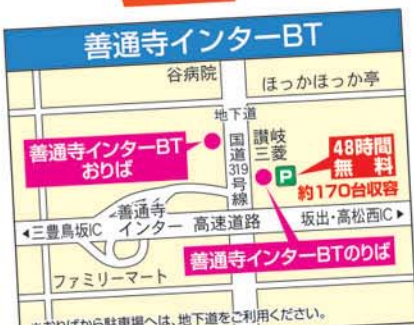 善通寺インターBT
谷病院
ほっかほっか亭
地下道
善通寺インターBT
おりば
国道319号線
讃岐
三菱
P
48時間
無料
約170台収容
善通寺
インター
高速道路
◀三豊鳥坂IC
坂出・高松西IC▶
善通寺インターBTのりば
ファミリーマート
※おりばから駐車場へは、地下道をご利用ください。